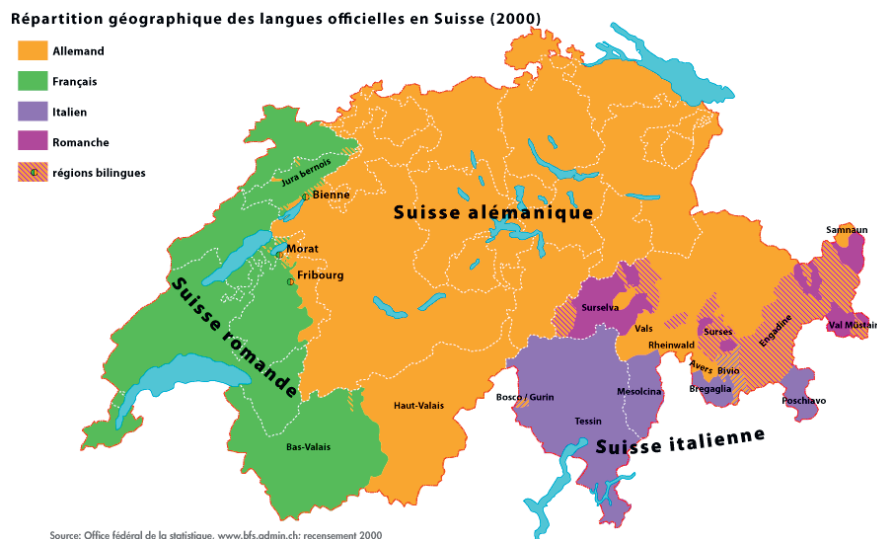 Répartition géographique des langues officielles en Suisse (2000)
Allemand
Français
Italien
Romanche
régions bilingues
Jura bernois
Bienne
Suisse alémanique
Morat
Fribourg
Suisse romande
Samnaun
Surselva
Vals
Surses
Engadine
Val Müstair
Rheinwald
Avers
Bivio
Bregaglia
Bosco / Gurin
Mesolcina
Poschiavo
Haut-Valais
Tessin
Bas-Valais
Suisse italienne
Source: Office fédéral de la statistique, www.bfs.admin.ch; recensement 2000